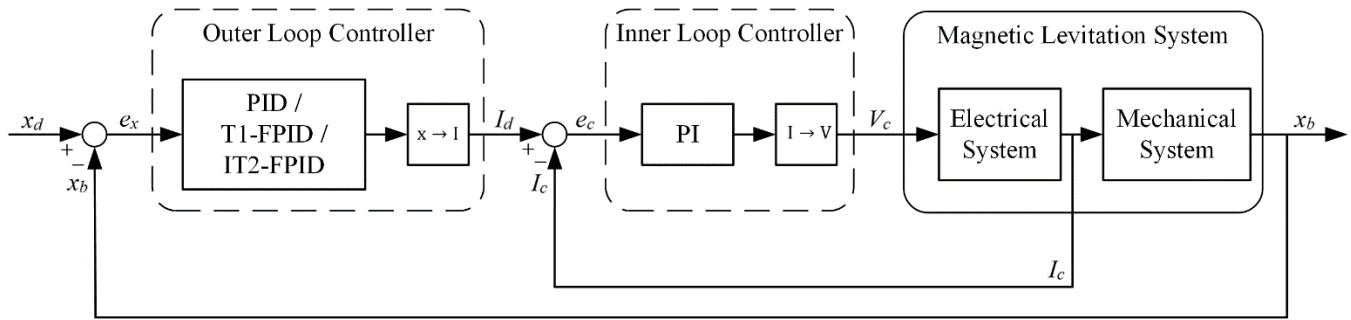 Outer Loop Controller
Inner Loop Controller
Magnetic Levitation System
x_d
+
−
x_b
e_x
PID /
T1-FPID /
IT2-FPID
x → I
I_d
+
−
I_c
e_c
PI
I → V
V_c
Electrical
System
Mechanical
System
x_b
I_c